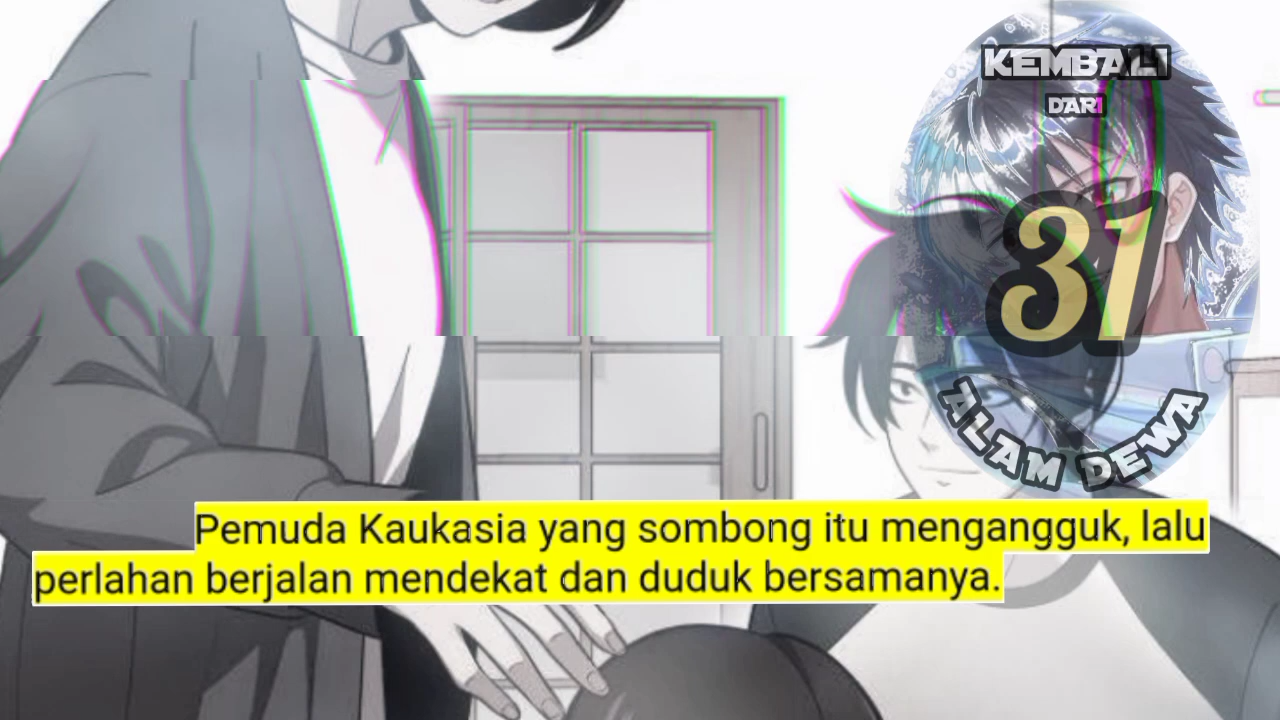 KEMBALI
DARI
31
ALAM DEWA
Pemuda Kaukasia yang sombong itu mengangguk, lalu
perlahan berjalan mendekat dan duduk bersamanya.